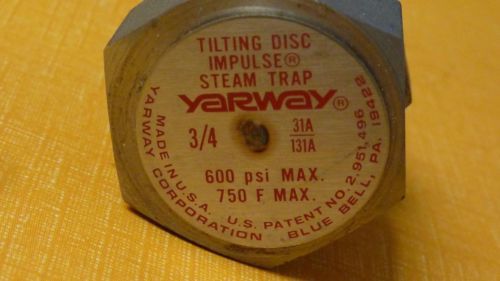 TILTING DISC
IMPULSE®
STEAM TRAP
YARWAY®
3/4
31A
131A
600 psi MAX.
750 F MAX.
MADE IN U.S.A. U.S. PATENT NO. 2,951,496
YARWAY CORPORATION BLUE BELL, PA. 19422